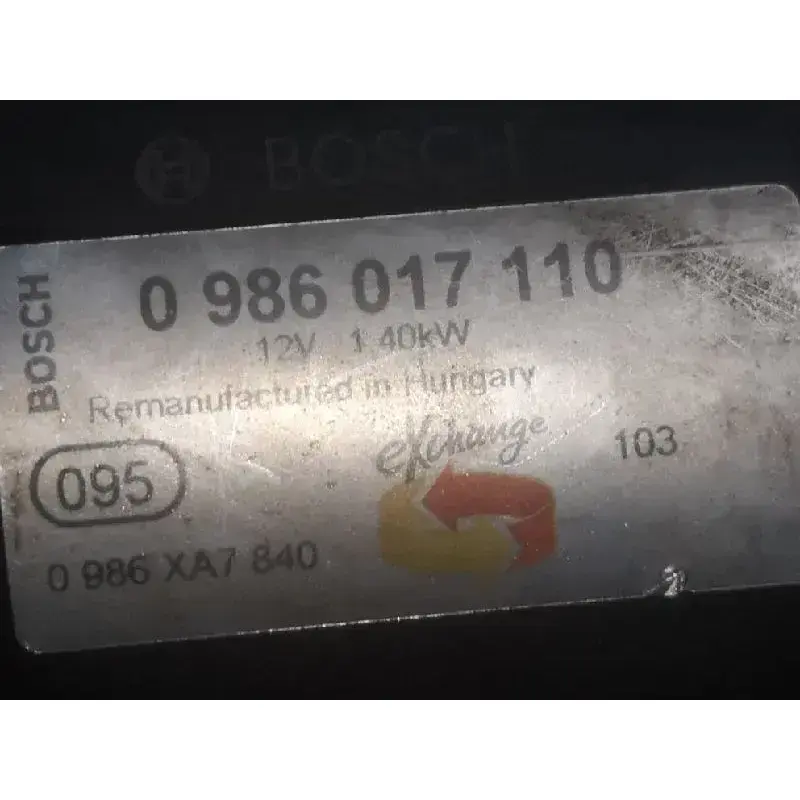 BOSCH
BOSCH
0 986 017 110
12V 1.40kW
Remanufactured in Hungary
exchange
103
095
0 986 XA7 840